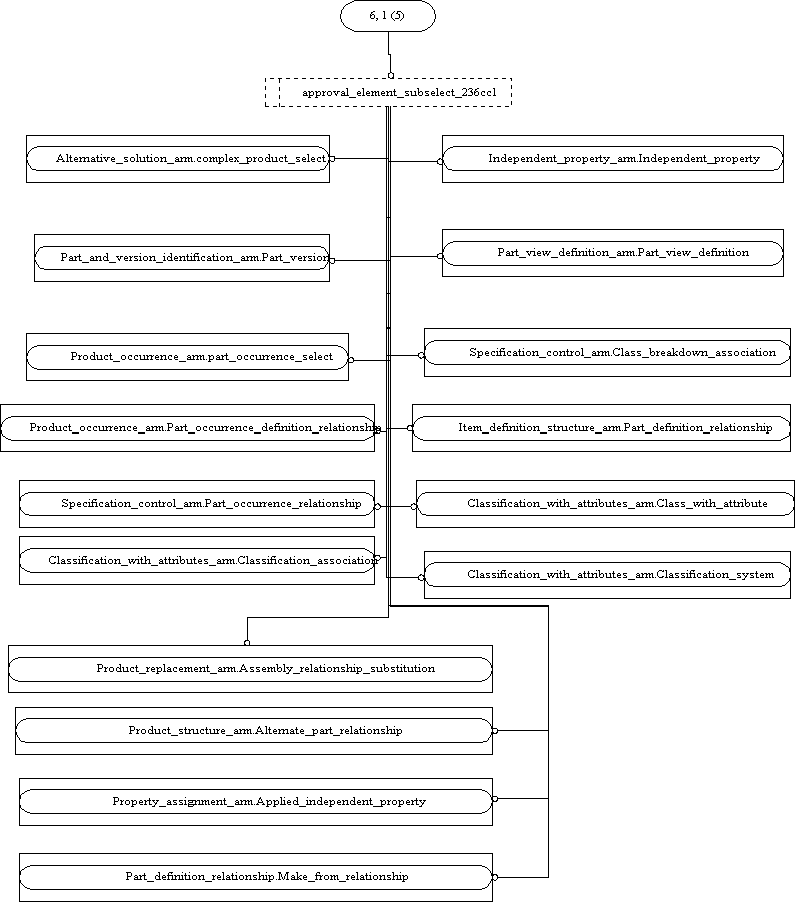 6, 1 (5)
approval_element_subselect_236cc1
Alternative_solution_arm.complex_product_select
Independent_property_arm.Independent_property
Part_and_version_identification_arm.Part_version
Part_view_definition_arm.Part_view_definition
Product_occurrence_arm.part_occurrence_select
Specification_control_arm.Class_breakdown_association
Product_occurrence_arm.Part_occurrence_definition_relationship
Item_definition_structure_arm.Part_definition_relationship
Specification_control_arm.Part_occurrence_relationship
Classification_with_attributes_arm.Class_with_attribute
Classification_with_attributes_arm.Classification_association
Classification_with_attributes_arm.Classification_system
Product_replacement_arm.Assembly_relationship_substitution
Product_structure_arm.Alternate_part_relationship
Property_assignment_arm.Applied_independent_property
Part_definition_relationship.Make_from_relationship